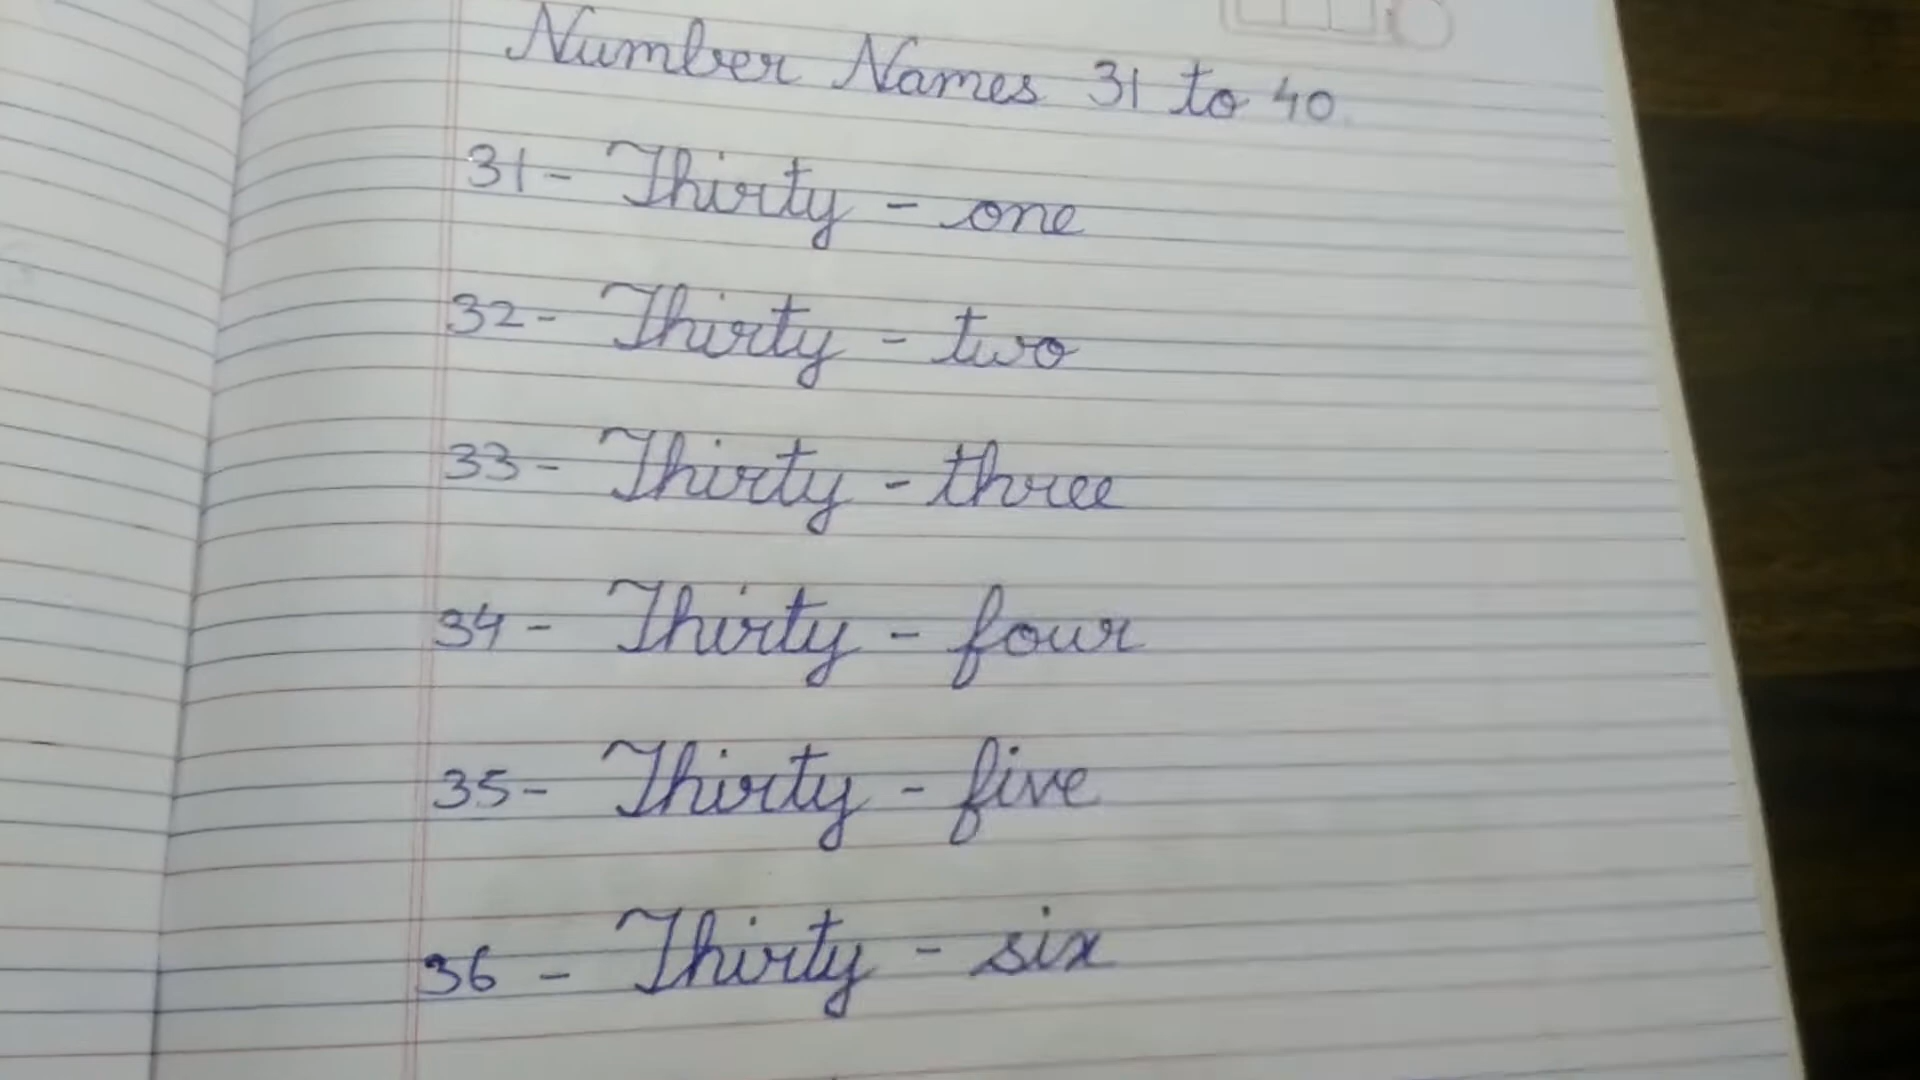 Number Names 31 to 40
31- Thirty - one
32- Thirty - two
33- Thirty - three
34 - Thirty - four
35- Thirty - five
36 - Thirty - six